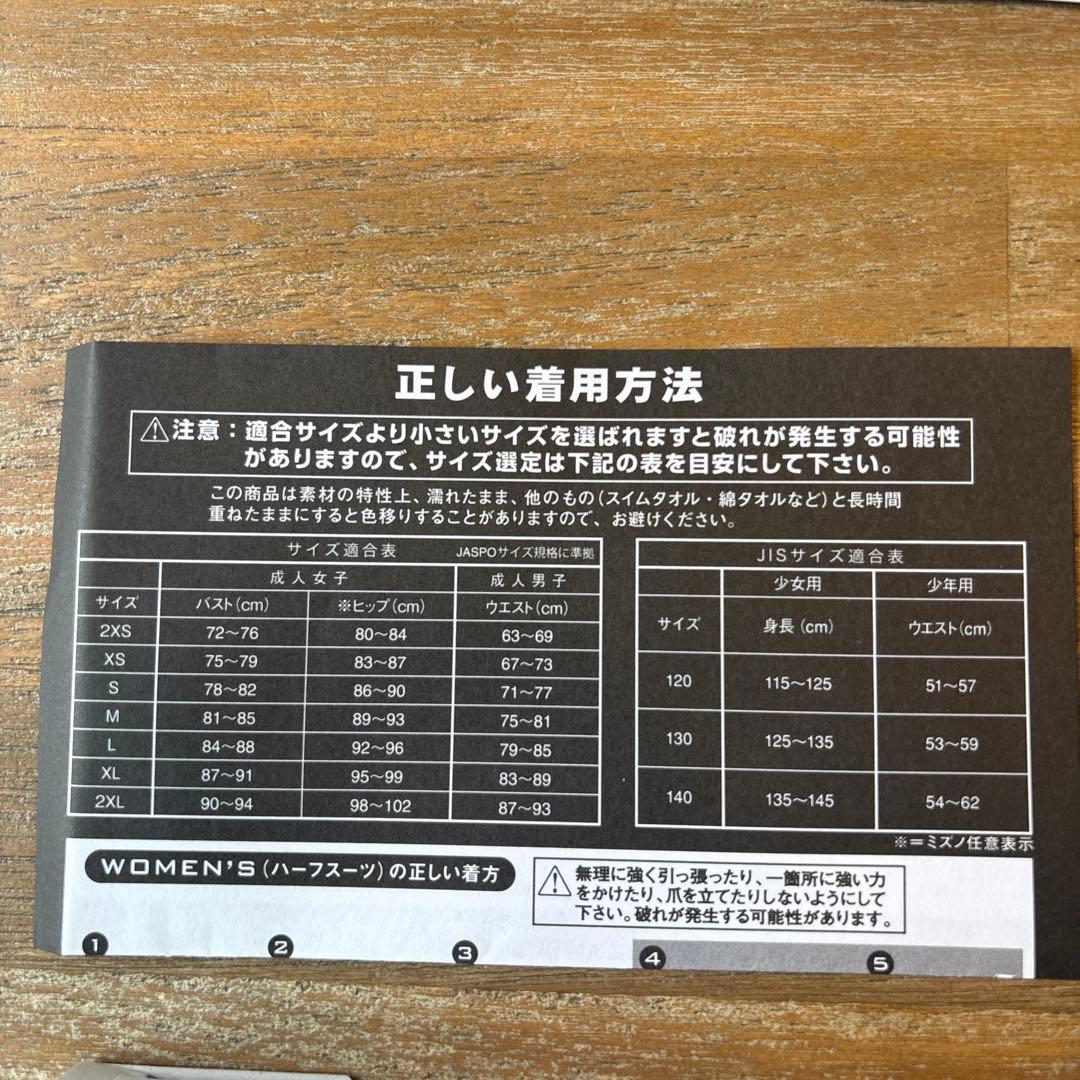 正しい着用方法
注意：適合サイズより小さいサイズを選ばれますと破れが発生する可能性
がありますので、サイズ選定は下記の表を目安にして下さい。
この商品は素材の特性上、濡れたまま、他のもの（スイムタオル・綿タオルなど）と長時間
重ねたままにすると色移りすることがありますので、お避けください。
サイズ適合表 JASPOサイズ規格に準拠
成人女子 成人男子
サイズ バスト(cm) ※ヒップ(cm) ウエスト(cm)
2XS 72～76 80～84 63～69
XS 75～79 83～87 67～73
S 78～82 86～90 71～77
M 81～85 89～93 75～81
L 84～88 92～96 79～85
XL 87～91 95～99 83～89
2XL 90～94 98～102 87～93
JISサイズ適合表
少女用 少年用
サイズ 身長(cm) ウエスト(cm)
120 115～125 51～57
130 125～135 53～59
140 135～145 54～62
※＝ミズノ任意表示
WOMEN'S（ハーフスーツ）の正しい着方
無理に強く引っ張ったり、一箇所に強い力
をかけたり、爪を立てたりしないようにして
下さい。破れが発生する可能性があります。
1 2 3 4 5